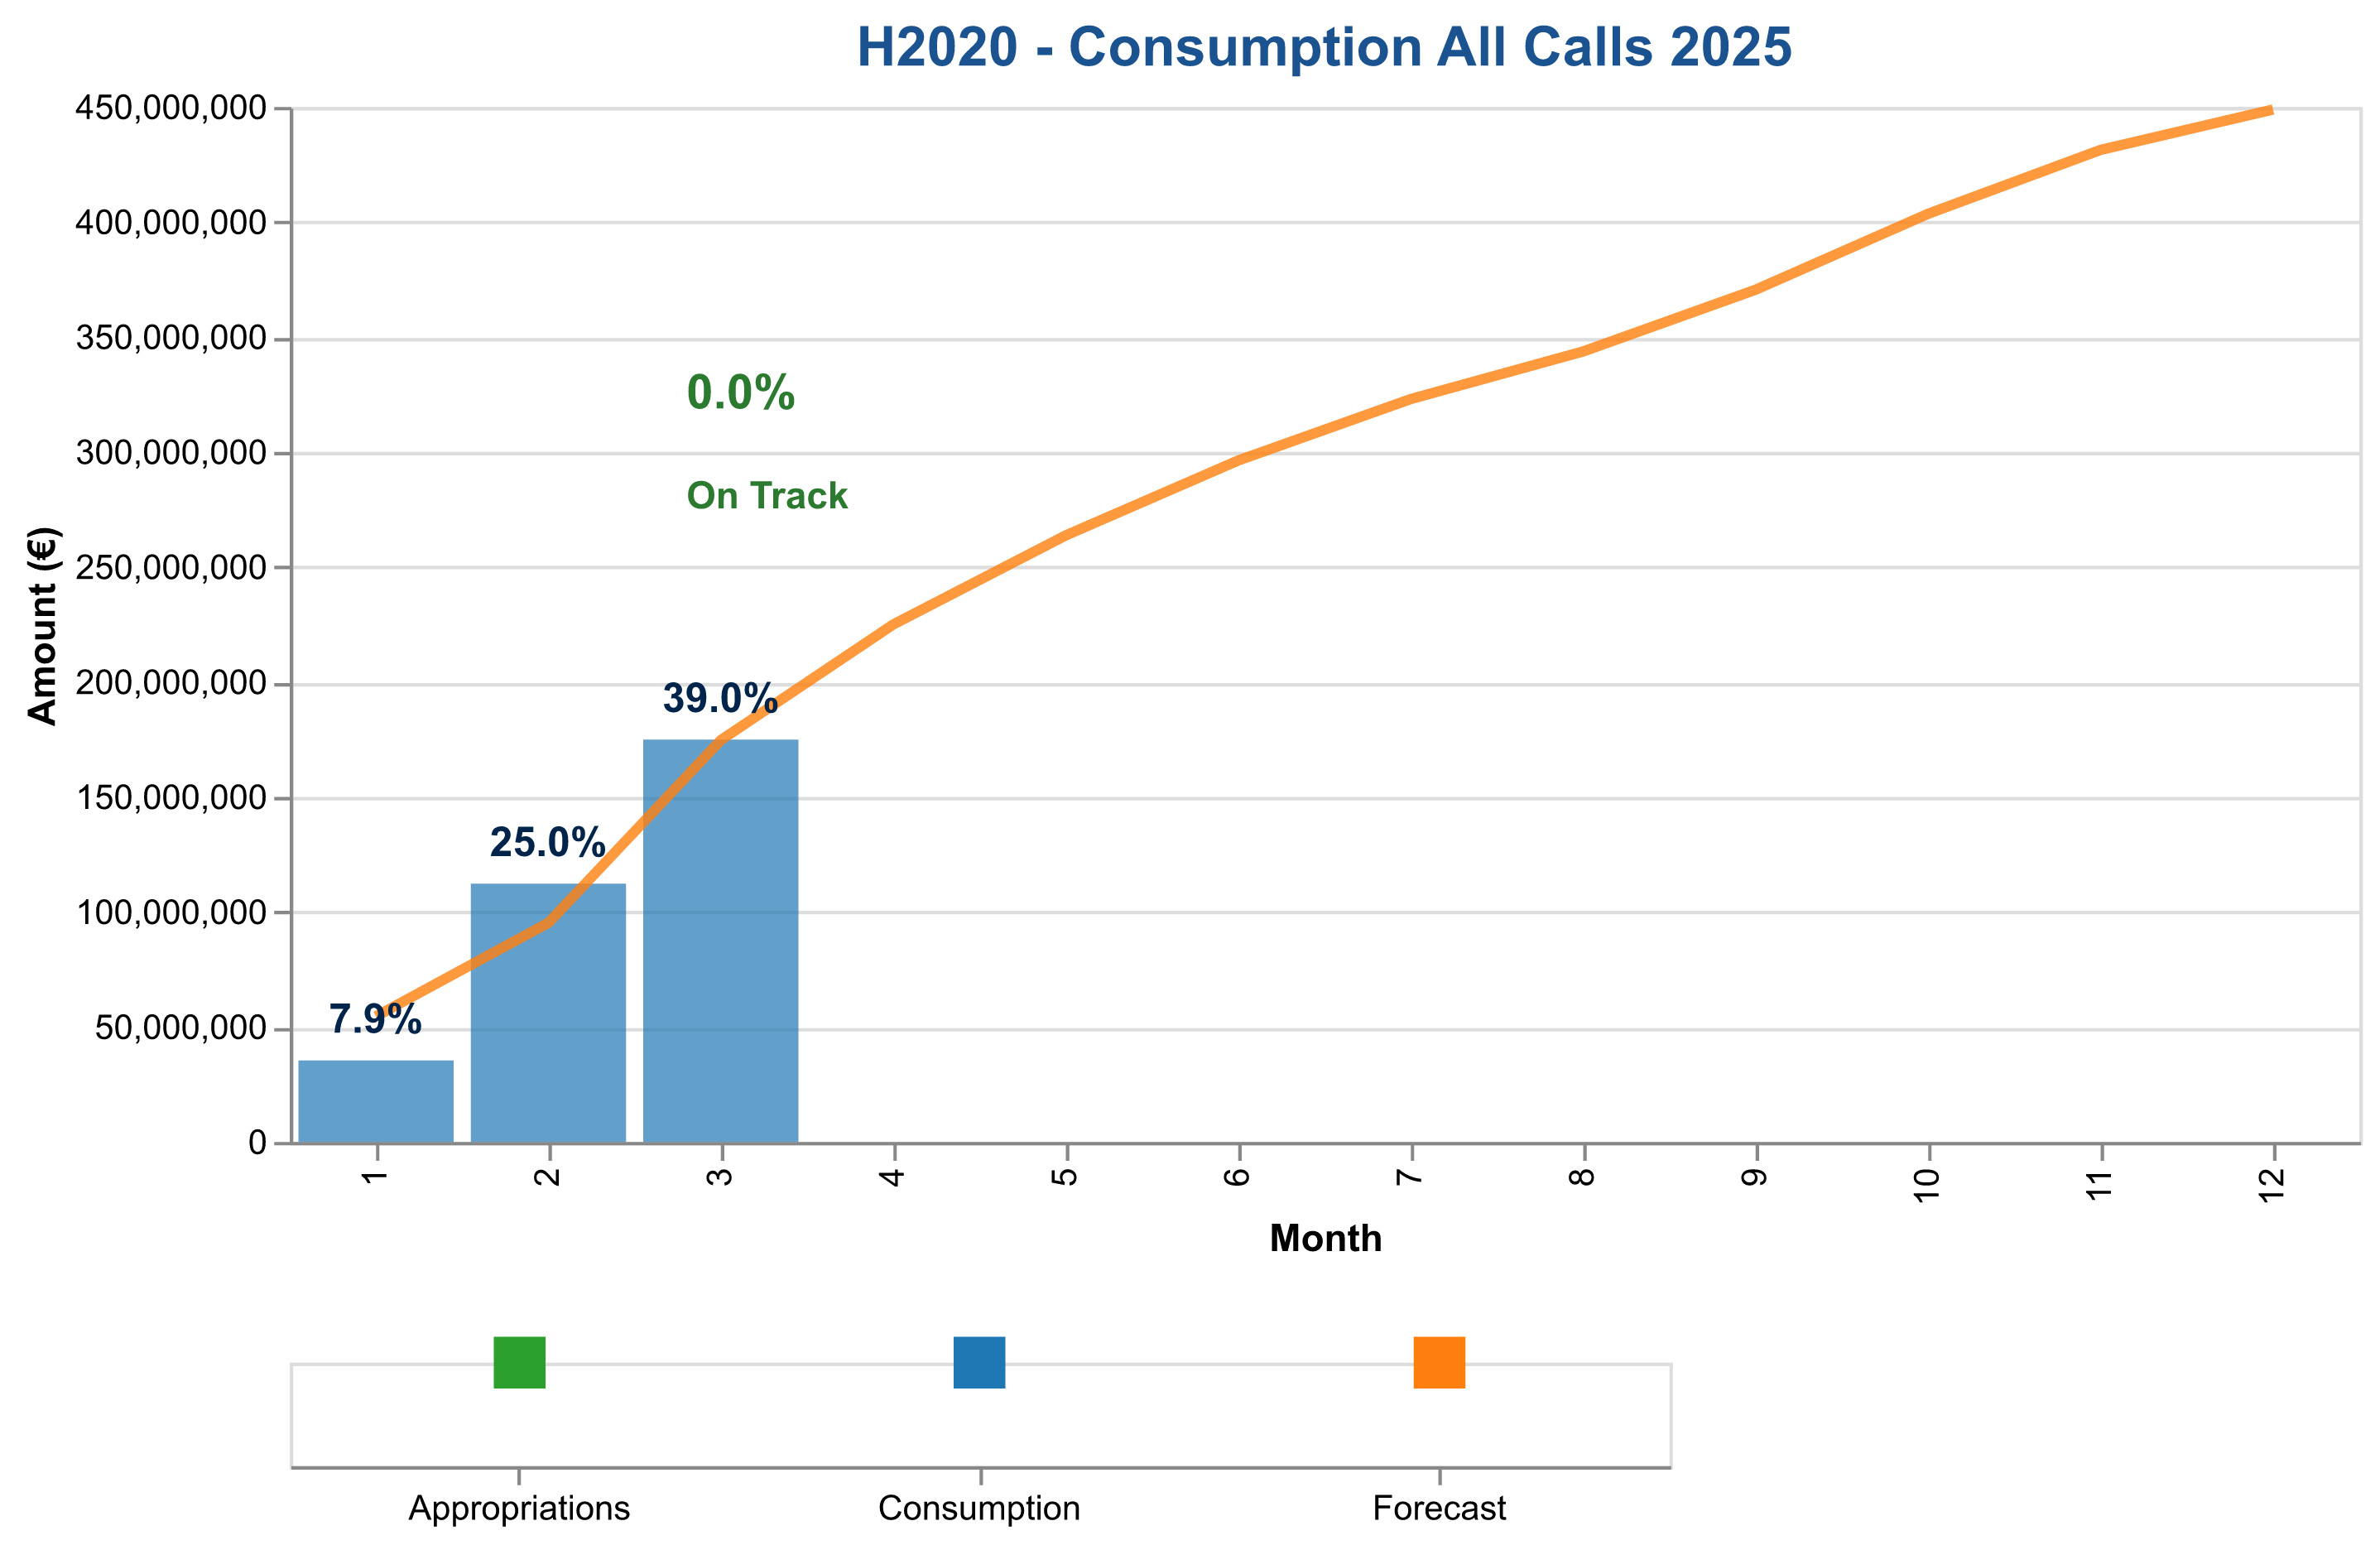 H2020 - Consumption All Calls 2025
Amount (€)
450,000,000
400,000,000
350,000,000
300,000,000
250,000,000
200,000,000
150,000,000
100,000,000
50,000,000
0
0.0%
On Track
39.0%
25.0%
7.9%
1 2 3 4 5 6 7 8 9 10 11 12
Month
Appropriations Consumption Forecast